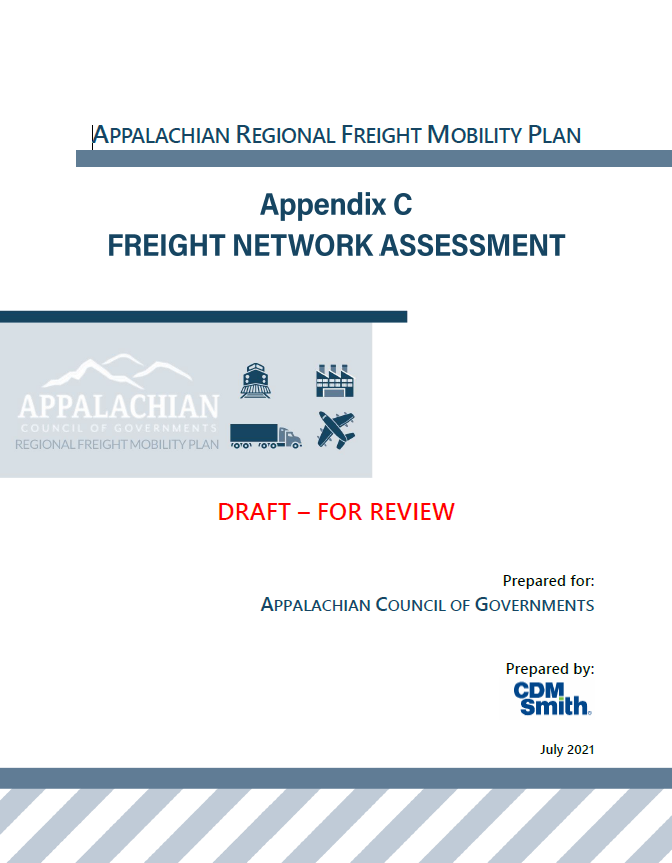 APPALACHIAN REGIONAL FREIGHT MOBILITY PLAN
Appendix C
FREIGHT NETWORK ASSESSMENT
APPALACHIAN
COUNCIL OF GOVERNMENTS
REGIONAL FREIGHT MOBILITY PLAN
DRAFT – FOR REVIEW
Prepared for:
APPALACHIAN COUNCIL OF GOVERNMENTS
Prepared by:
CDM
Smith®
July 2021